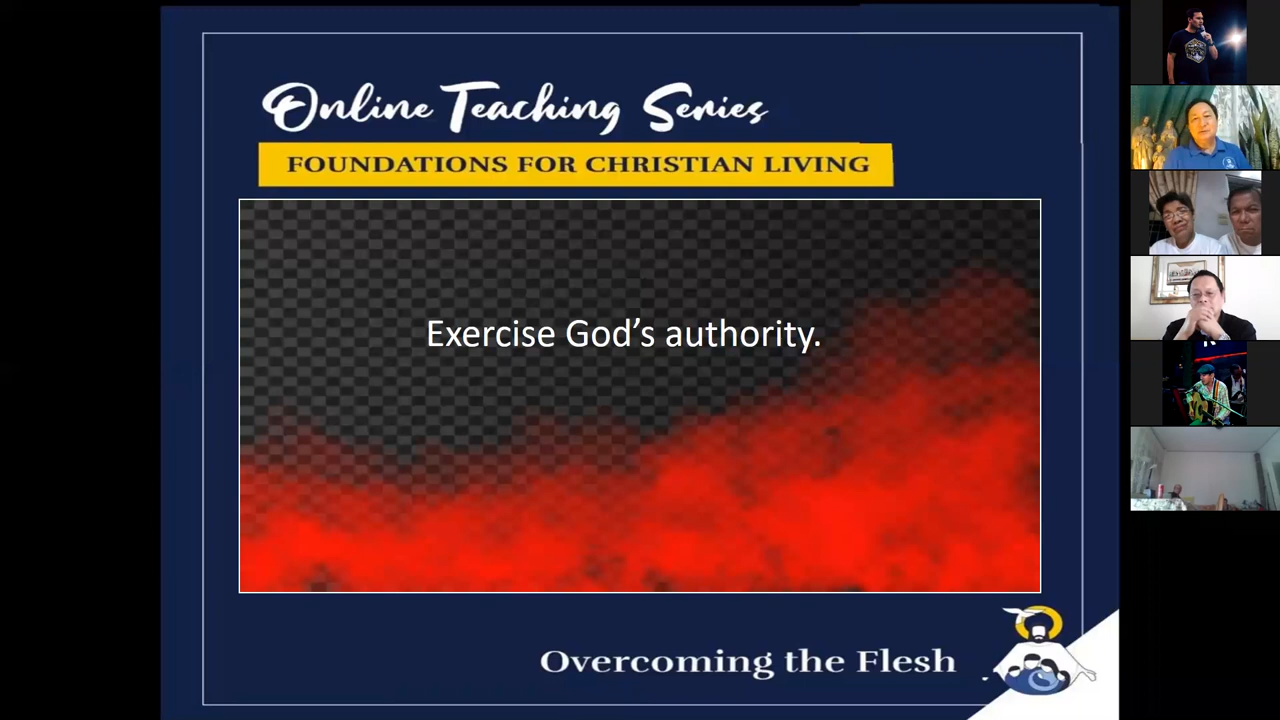 Online Teaching Series
FOUNDATIONS FOR CHRISTIAN LIVING
Exercise God’s authority.
Overcoming the Flesh